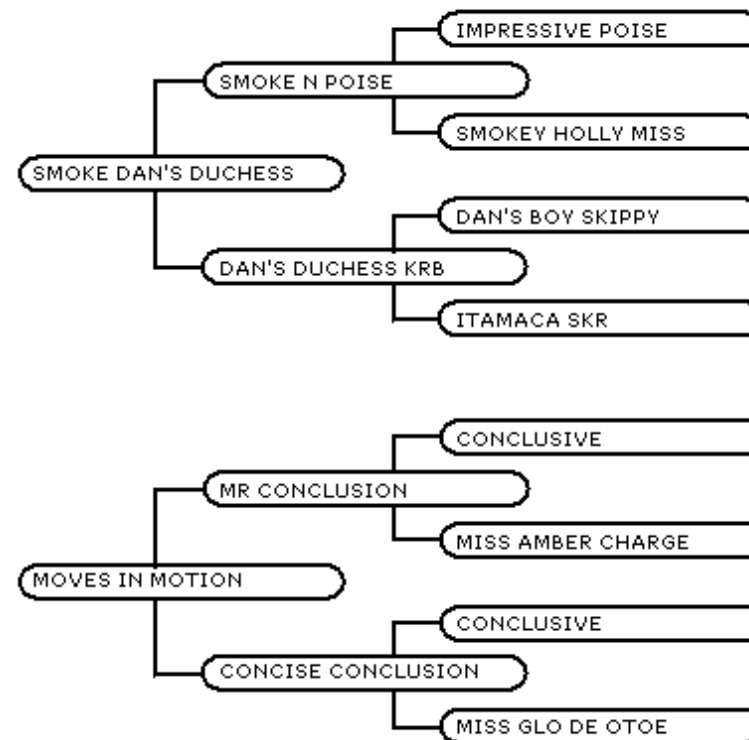 IMPRESSIVE POISE
SMOKE N POISE
SMOKEY HOLLY MISS
SMOKE DAN'S DUCHESS
DAN'S BOY SKIPPY
DAN'S DUCHESS KRB
ITAMACA SKR
CONCLUSIVE
MR CONCLUSION
MISS AMBER CHARGE
MOVES IN MOTION
CONCLUSIVE
CONCISE CONCLUSION
MISS GLO DE OTOE